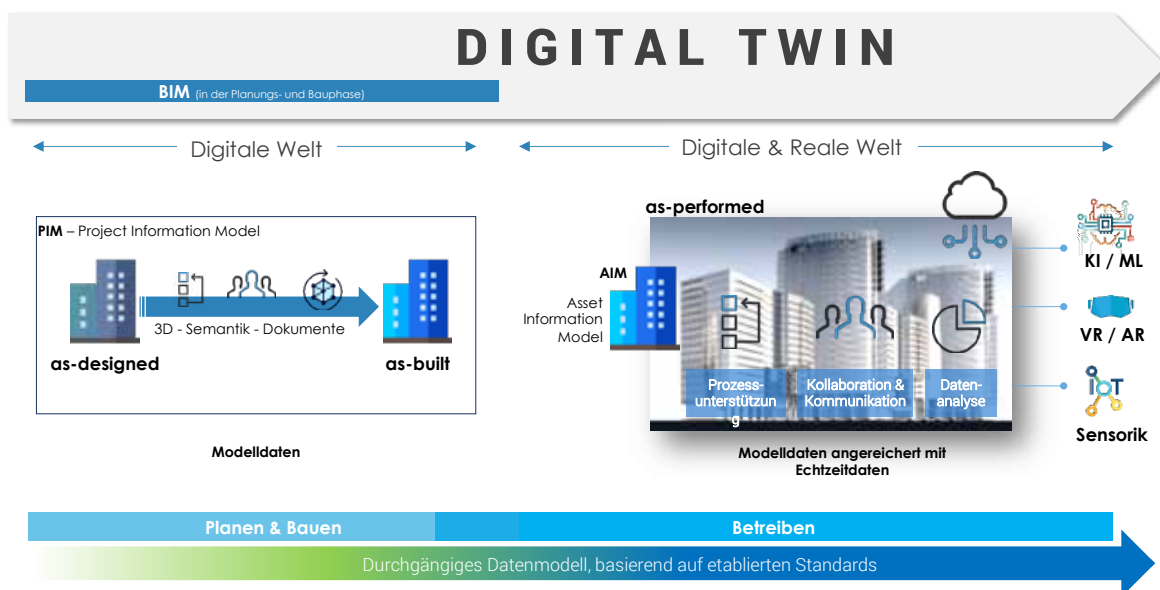 DIGITAL TWIN
BIM (in der Planungs- und Bauphase)
Digitale Welt
Digitale & Reale Welt
PIM – Project Information Model
3D - Semantik - Dokumente
as-designed
as-built
Modelldaten
as-performed
AIM
Asset
Information
Model
Prozess-
unterstützun
g
Kollaboration &
Kommunikation
Daten-
analyse
Modelldaten angereichert mit
Echtzeitdaten
KI / ML
VR / AR
IoT
Sensorik
Planen & Bauen
Betreiben
Durchgängiges Datenmodell, basierend auf etablierten Standards